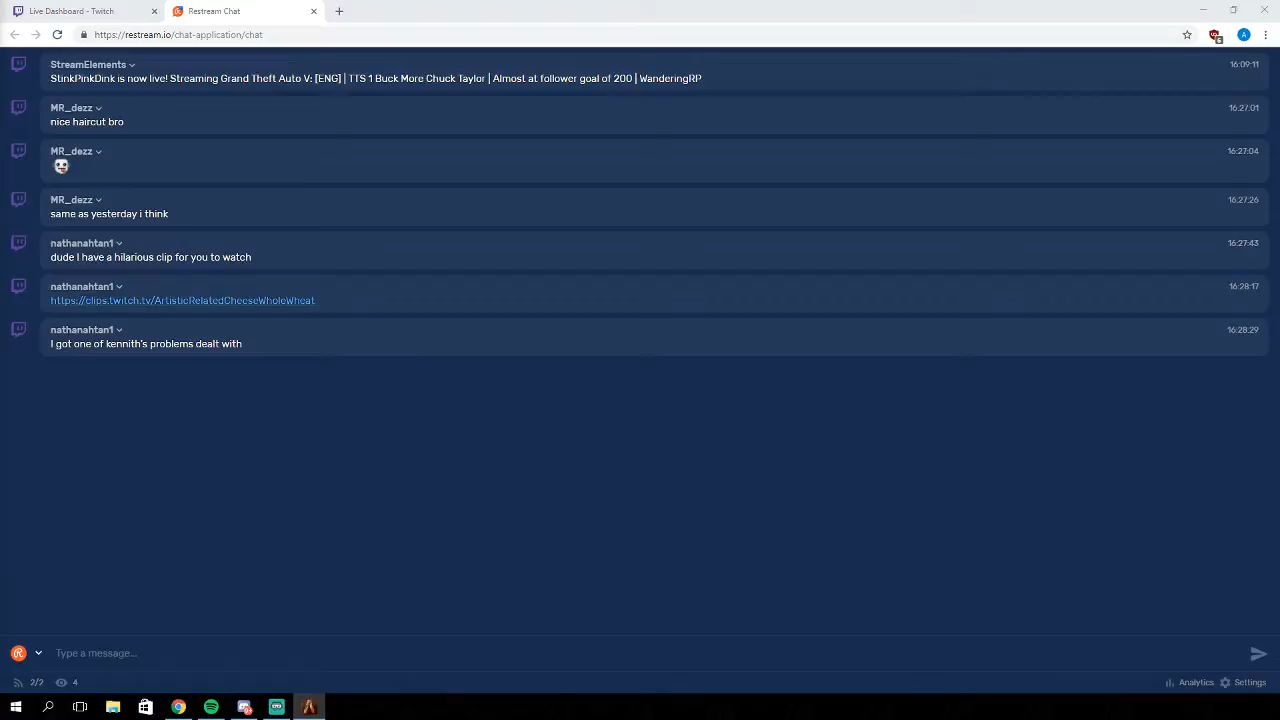 Live Dashboard - Twitch
Restream Chat
https://restream.io/chat-application/chat
StreamElements
16:09:11
StinkPinkDink is now live! Streaming Grand Theft Auto V: [ENG] | TTS 1 Buck More Chuck Taylor | Almost at follower goal of 200 | WanderingRP
MR_dezz
16:27:01
nice haircut bro
MR_dezz
16:27:04
MR_dezz
16:27:26
same as yesterday i think
nathanahtan1
16:27:43
dude I have a hilarious clip for you to watch
nathanahtan1
16:28:17
https://clips.twitch.tv/ArtisticRelatedCheeseWholeWheat
nathanahtan1
16:28:29
I got one of kennith's problems dealt with
Type a message...
2/2
4
Analytics
Settings